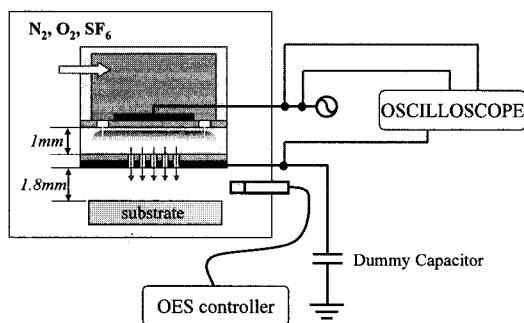 N2, O2, SF6
OSCILLOSCOPE
1mm
1.8mm
substrate
Dummy Capacitor
OES controller